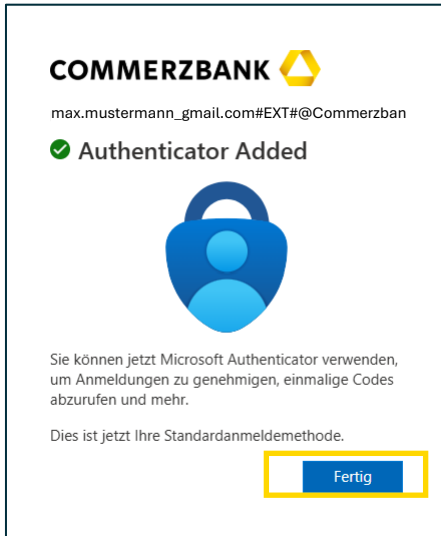 COMMERZBANK
max.mustermann_gmail.com#EXT#@Commerzban
Authenticator Added
Sie können jetzt Microsoft Authenticator verwenden,
um Anmeldungen zu genehmigen, einmalige Codes
abzurufen und mehr.
Dies ist jetzt Ihre Standardanmeldemethode.
Fertig